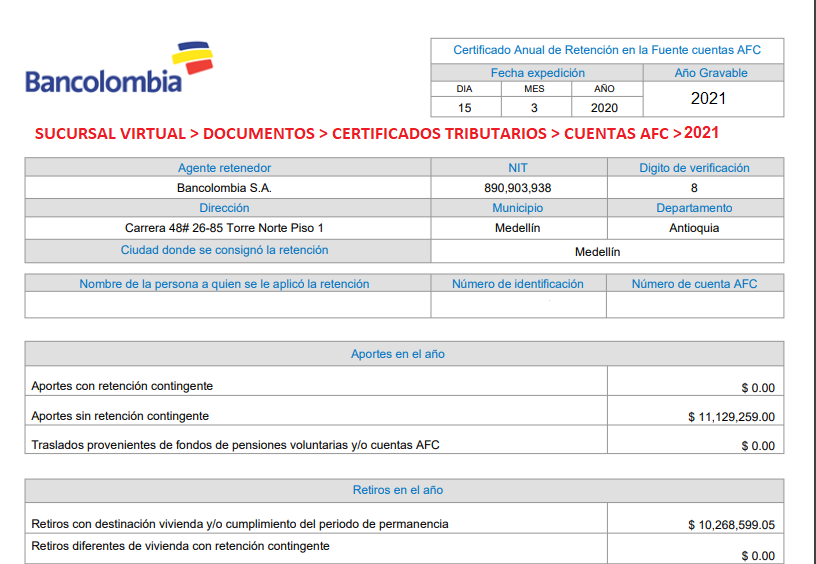 Bancolombia
Certificado Anual de Retención en la Fuente cuentas AFC
Fecha expedición Año Gravable
DIA MES AÑO
15 3 2020 2021
SUCURSAL VIRTUAL > DOCUMENTOS > CERTIFICADOS TRIBUTARIOS > CUENTAS AFC > 2021
Agente retenedor NIT Digito de verificación
Bancolombia S.A. 890,903,938 8
Dirección Municipio Departamento
Carrera 48# 26-85 Torre Norte Piso 1 Medellín Antioquia
Ciudad donde se consignó la retención Medellín
Nombre de la persona a quien se le aplicó la retención Número de identificación Número de cuenta AFC
Aportes en el año
Aportes con retención contingente $ 0.00
Aportes sin retención contingente $ 11,129,259.00
Traslados provenientes de fondos de pensiones voluntarias y/o cuentas AFC $ 0.00
Retiros en el año
Retiros con destinación vivienda y/o cumplimiento del periodo de permanencia $ 10,268,599.05
Retiros diferentes de vivienda con retención contingente $ 0.00